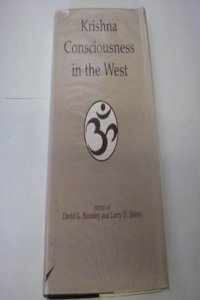 Krishna
Consciousness
in the West
ॐ
EDITED BY
David G. Bromley and Larry D. Shinn